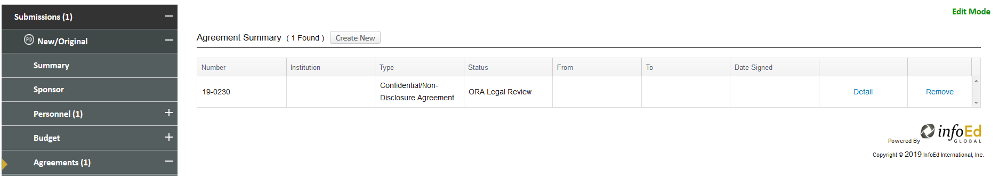 Edit Mode
Submissions (1)
PD New/Original
Summary
Sponsor
Personnel (1)
Budget
Agreements (1)
Agreement Summary ( 1 Found ) Create New
Number Institution Type Status From To Date Signed
19-0230 Confidential/Non-
Disclosure Agreement ORA Legal Review Detail Remove
Powered By infoEd
GLOBAL
Copyright © 2019 InfoEd International, Inc.